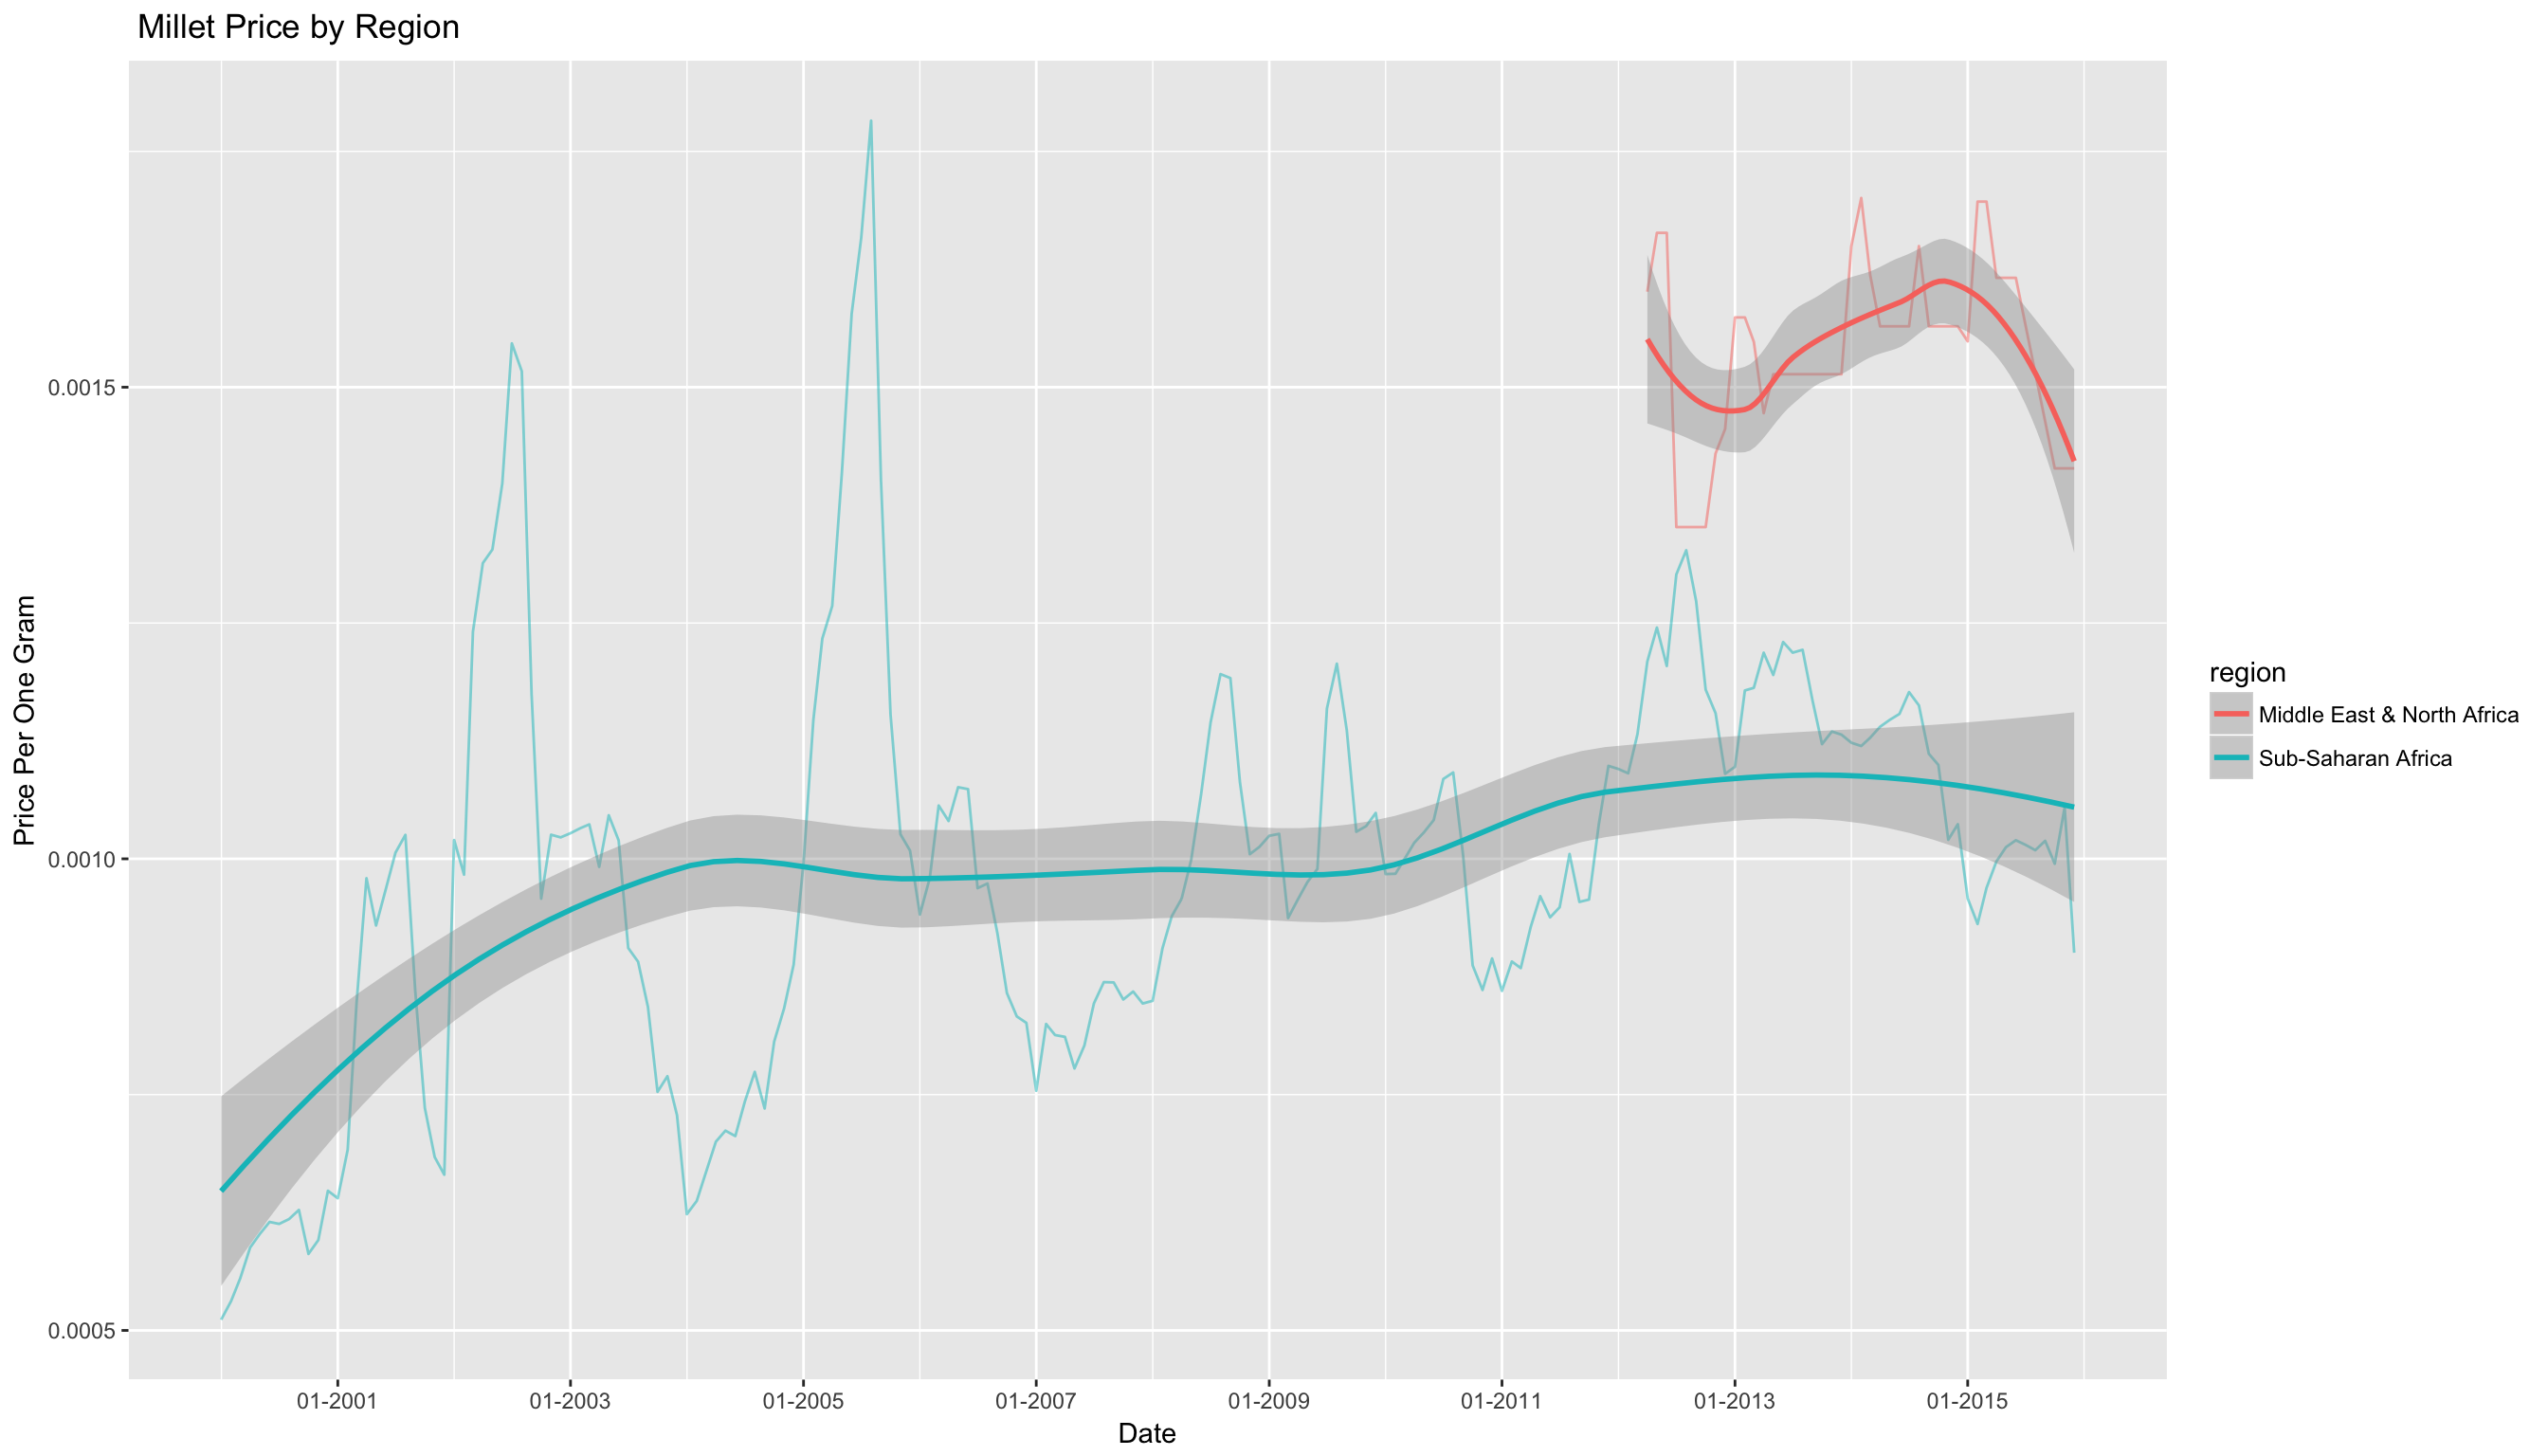 Millet Price by Region
Price Per One Gram
0.0015
0.0010
0.0005
01-2001
01-2003
01-2005
01-2007
01-2009
01-2011
01-2013
01-2015
Date
region
Middle East & North Africa
Sub-Saharan Africa